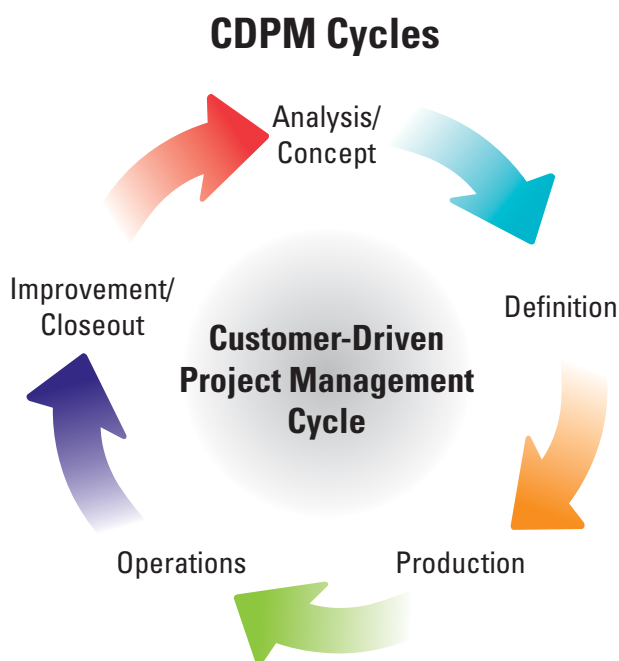 CDPM Cycles
Analysis/
Concept
Definition
Production
Operations
Improvement/
Closeout
Customer-Driven
Project Management
Cycle